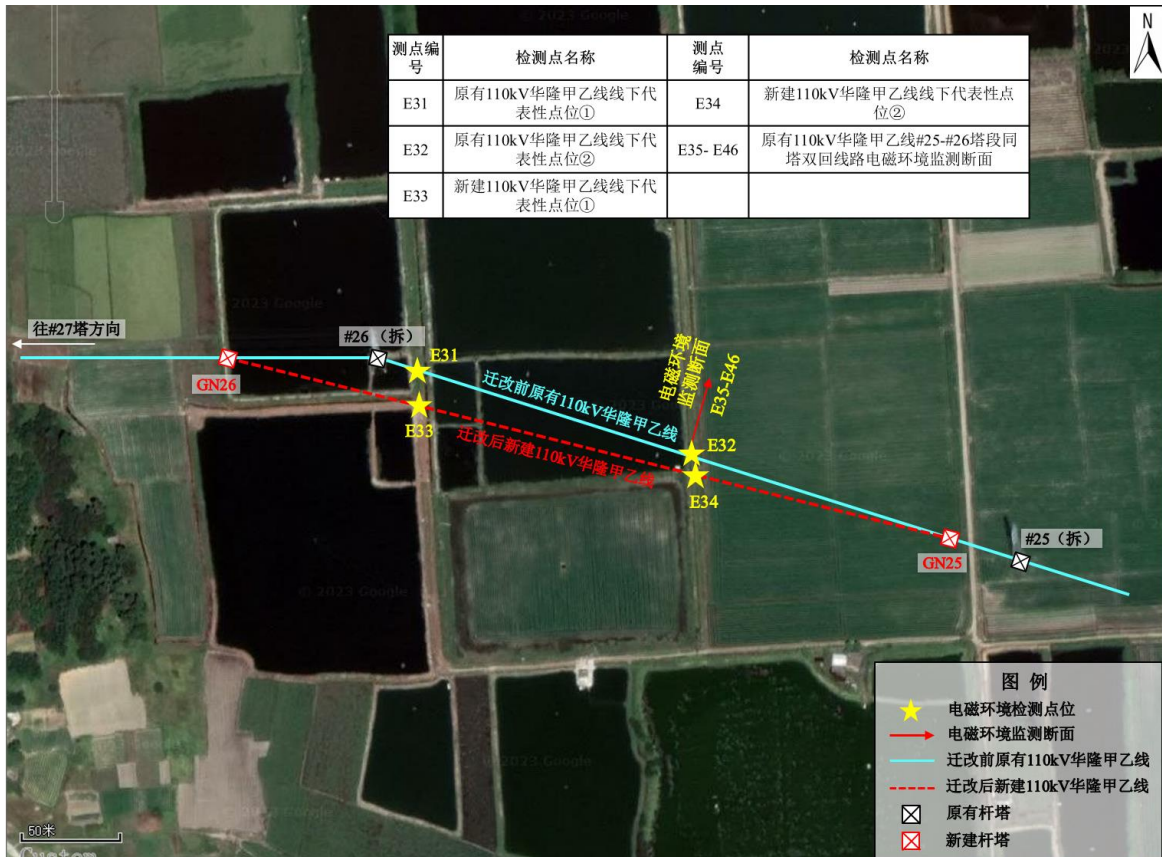 N
测点编号 检测点名称 测点编号 检测点名称
E31 原有110kV华隆甲乙线线下代表性点位① E34 新建110kV华隆甲乙线线下代表性点位②
E32 原有110kV华隆甲乙线线下代表性点位② E35- E46 原有110kV华隆甲乙线#25-#26塔段同塔双回线路电磁环境监测断面
E33 新建110kV华隆甲乙线线下代表性点位①
© 2023 Google
往#27塔方向
#26（拆）
E31
GN26
E33
迁改前原有110kV华隆甲乙线
迁改后新建110kV华隆甲乙线
电磁环境
监测断面
E35-E46
E32
E34
GN25
#25（拆）
© 2023 Google
© 2023 Google
© 2023 Google
图 例
电磁环境检测点位
电磁环境监测断面
迁改前原有110kV华隆甲乙线
迁改后新建110kV华隆甲乙线
原有杆塔
新建杆塔
50米